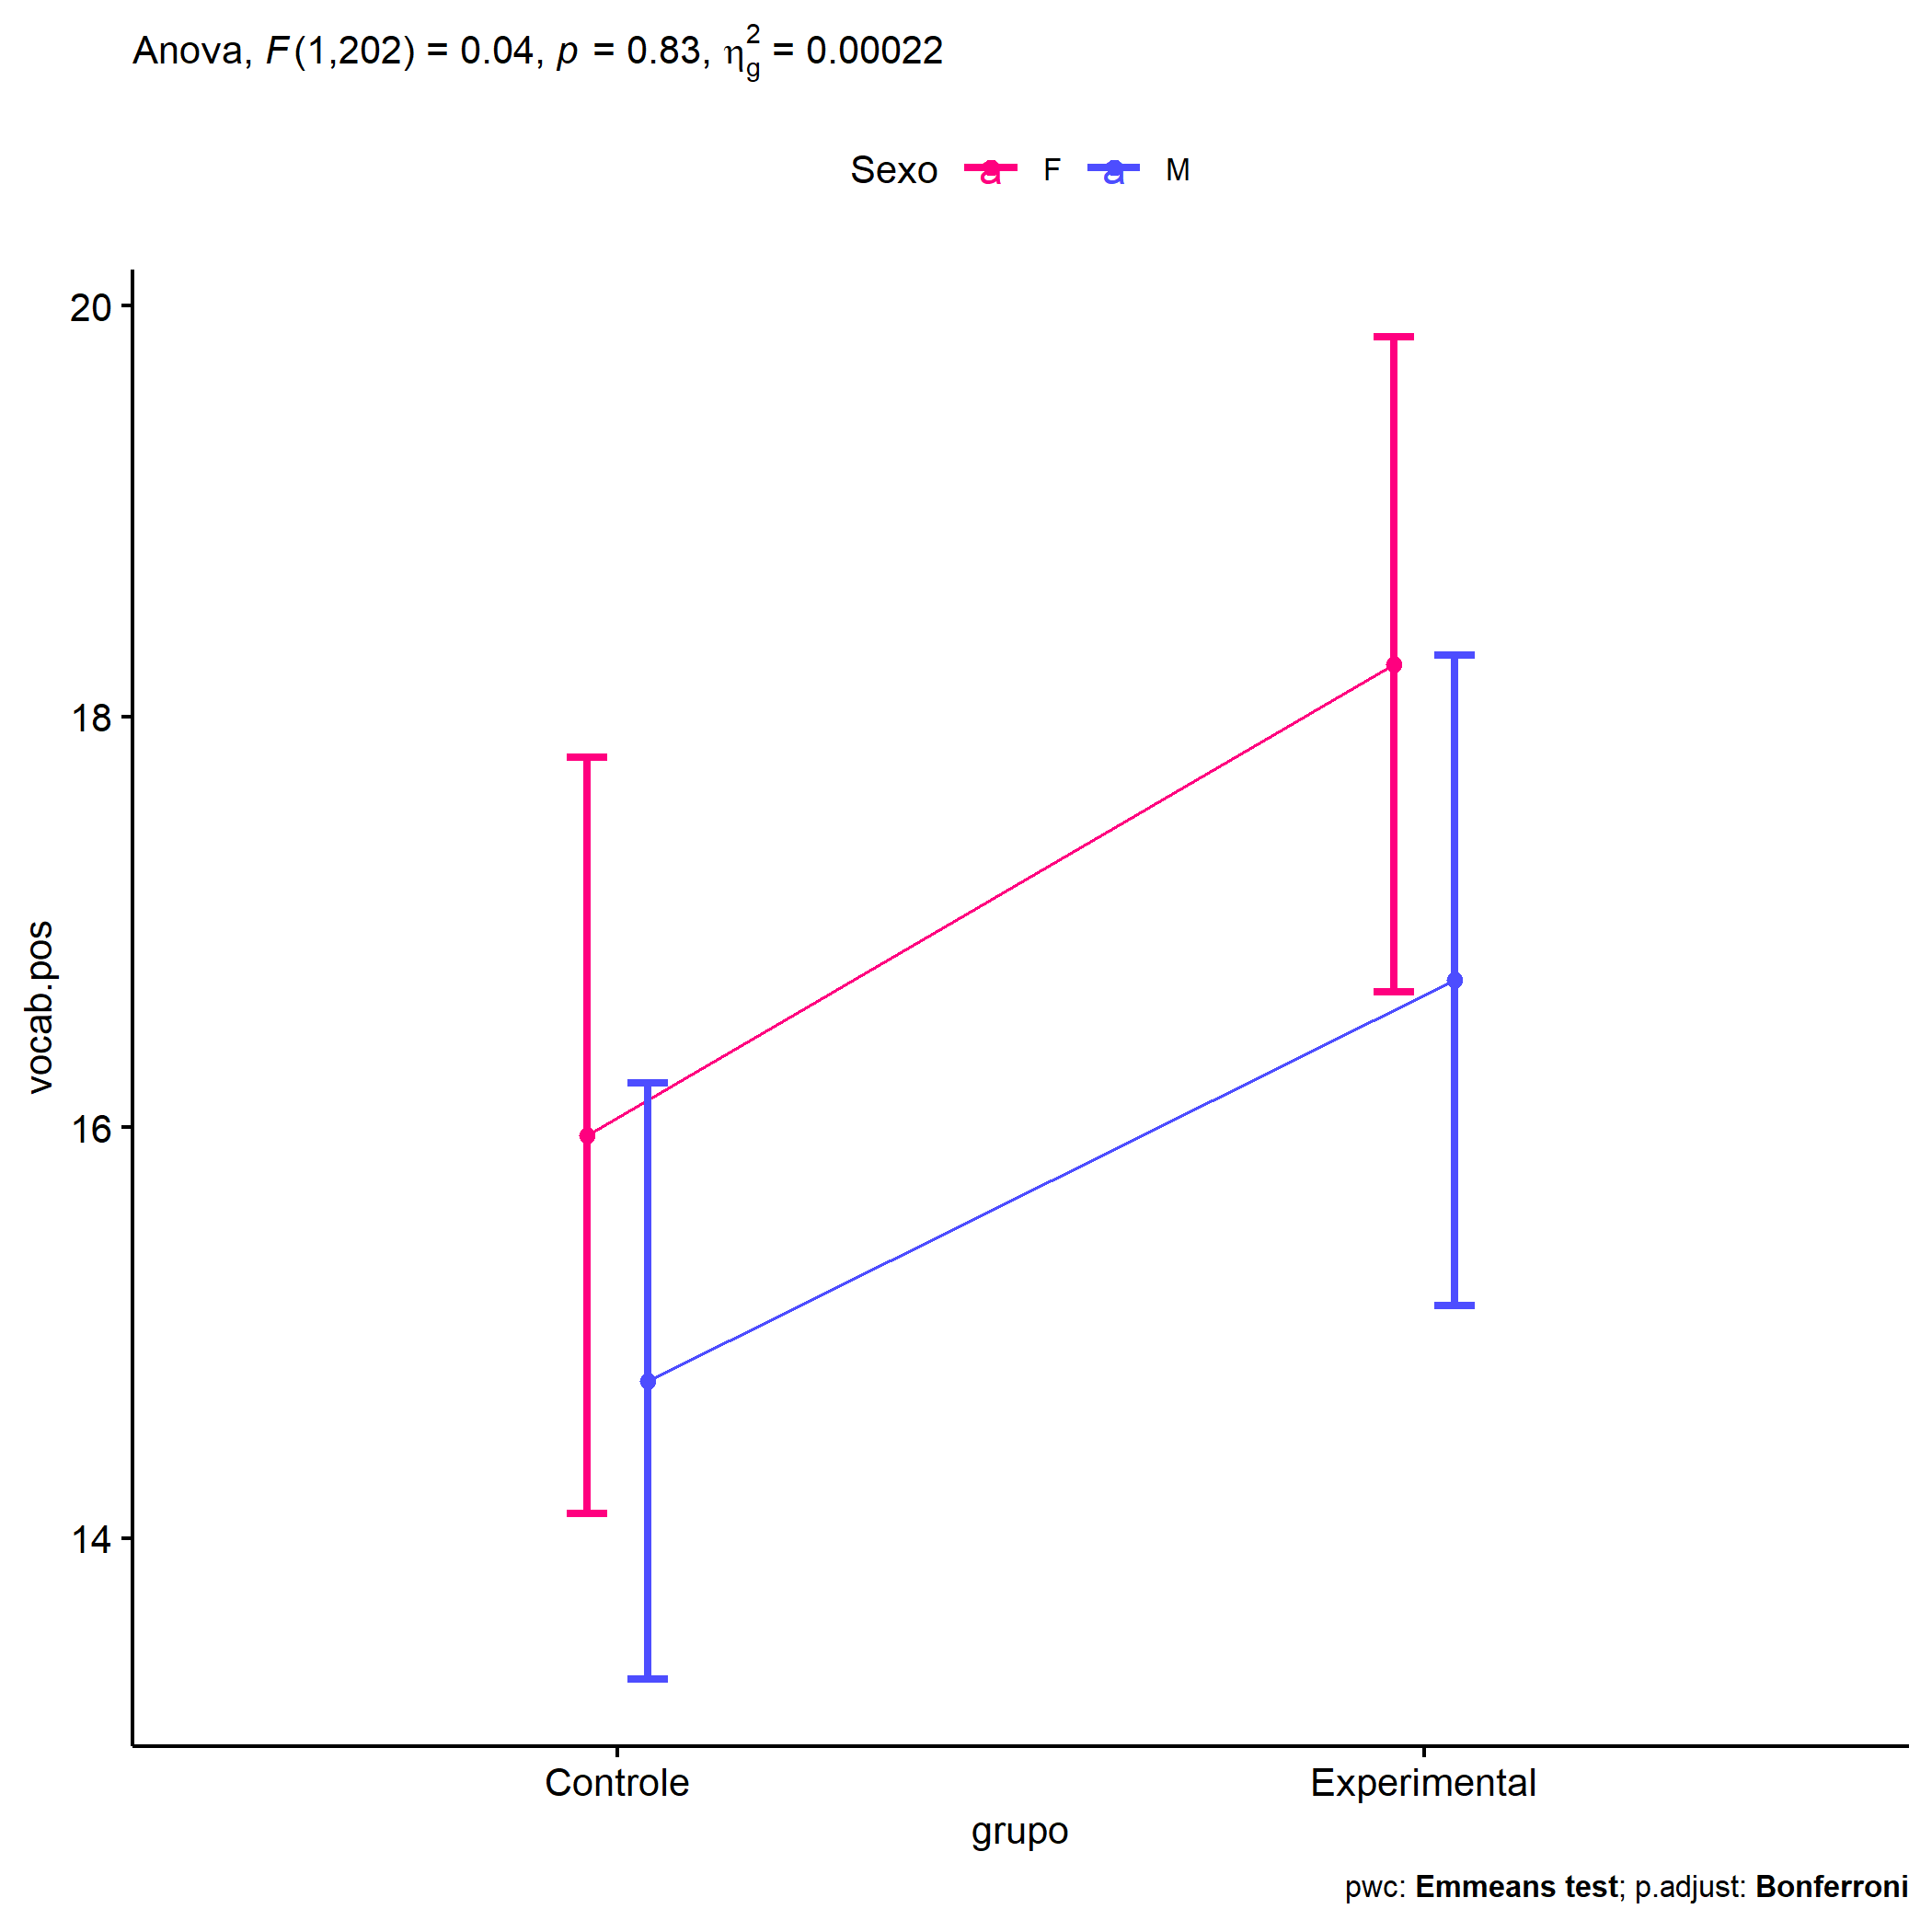 Anova, F(1,202) = 0.04, p = 0.83, η²g = 0.00022
Sexo a F a M
20
18
16
14
vocab.pos
Controle Experimental
grupo
pwc: Emmeans test; p.adjust: Bonferroni